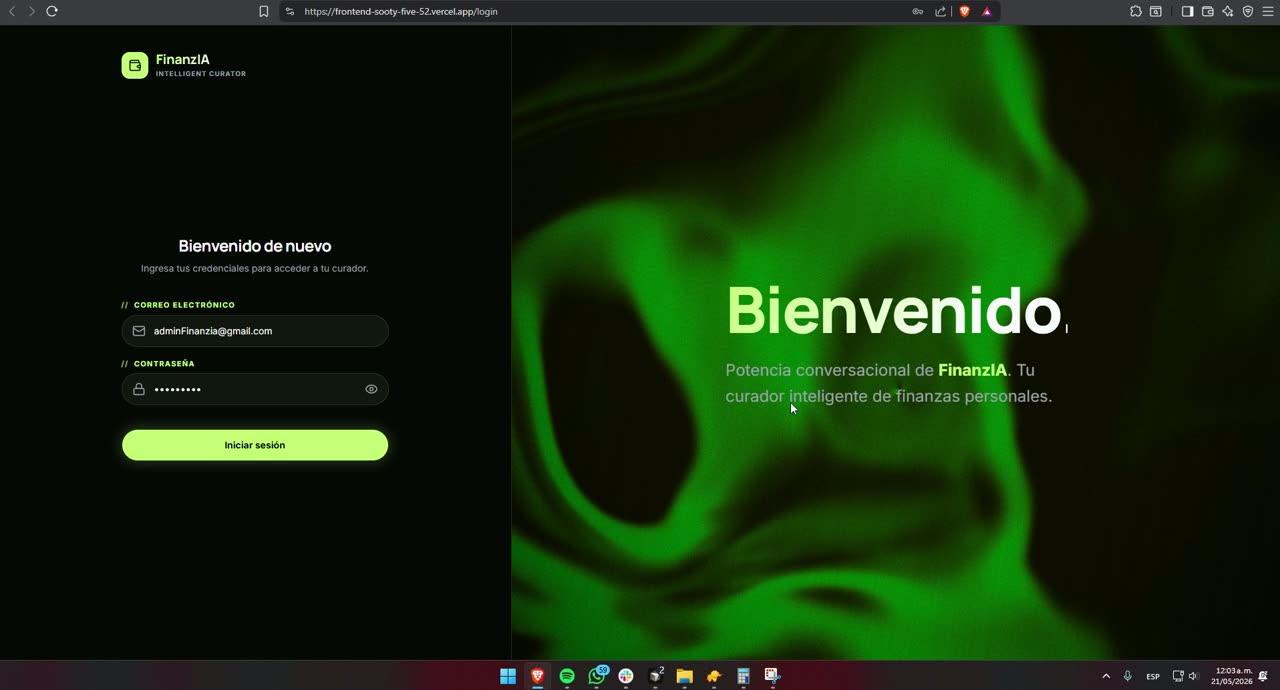 https://frontend-sooty-five-52.vercel.app/login
FinanzIA
INTELLIGENT CURATOR
Bienvenido de nuevo
Ingresa tus credenciales para acceder a tu curador.
// CORREO ELECTRÓNICO
adminFinanzia@gmail.com
// CONTRASEÑA
•••••••••
Iniciar sesión
Bienvenido.
Potencia conversacional de FinanzIA. Tu
curador inteligente de finanzas personales.
59
2
ESP
12:03 a. m.
21/05/2026